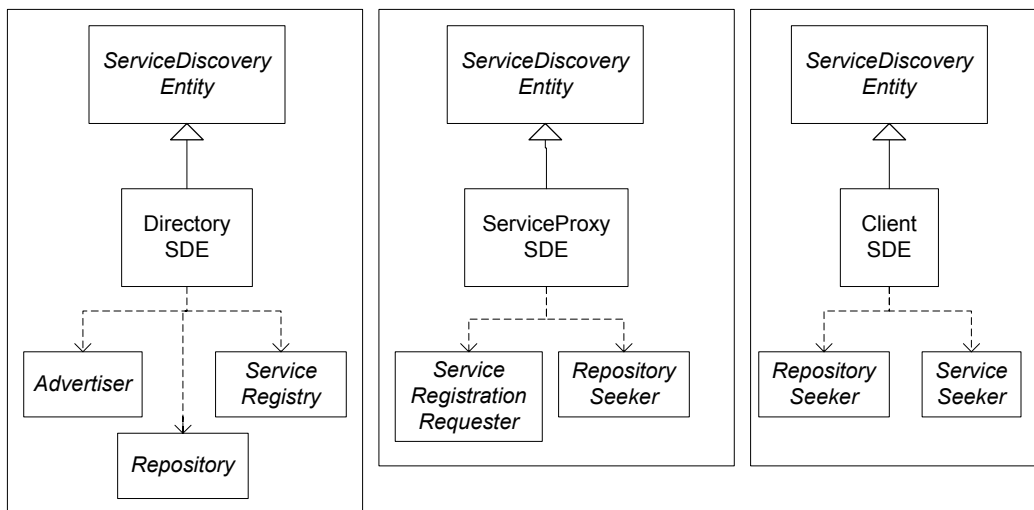 ServiceDiscovery
Entity
Directory
SDE
Advertiser
Service
Registry
Repository
ServiceDiscovery
Entity
ServiceProxy
SDE
Service
Registration
Requester
Repository
Seeker
ServiceDiscovery
Entity
Client
SDE
Repository
Seeker
Service
Seeker